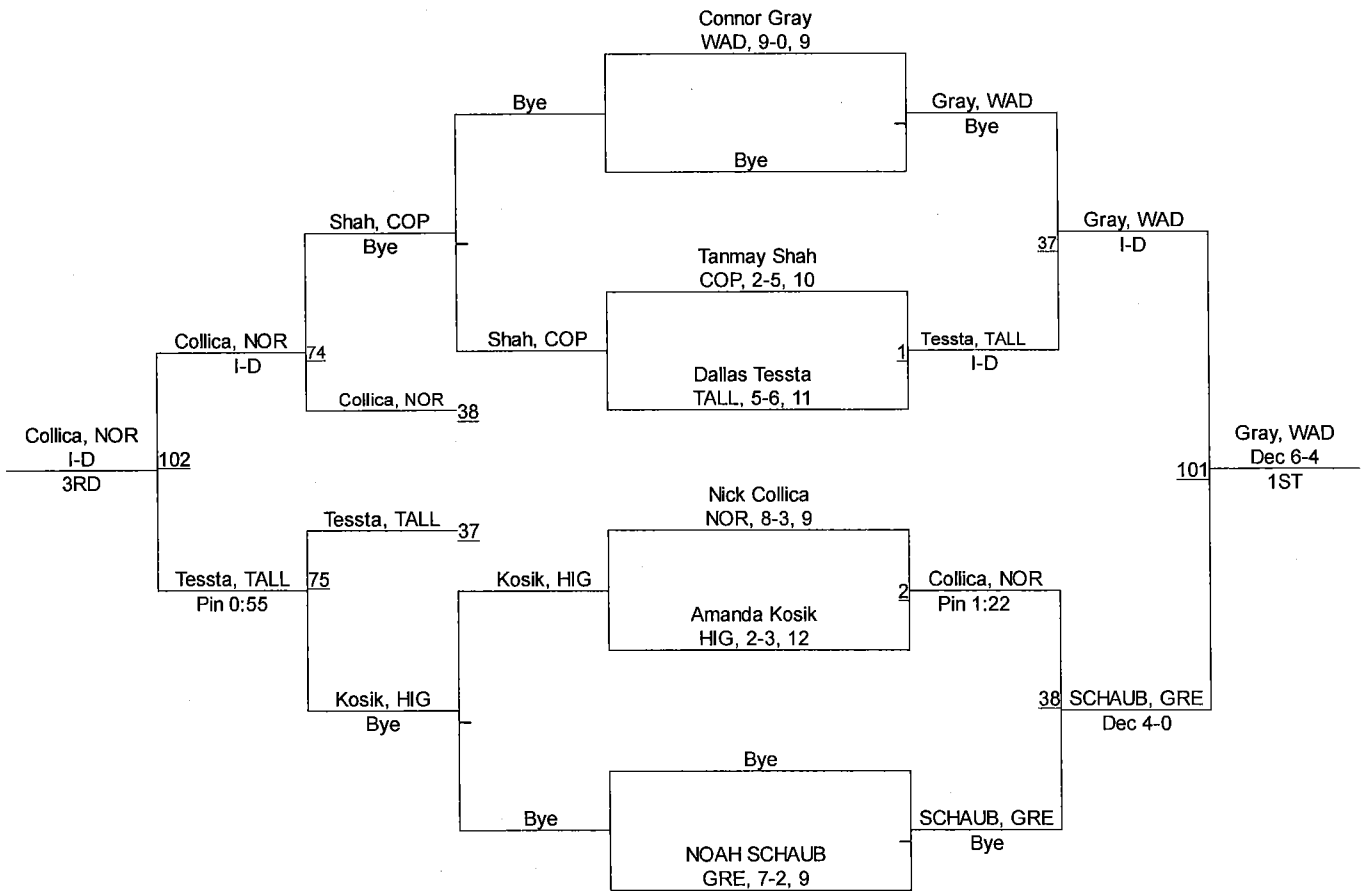 Connor Gray
WAD, 9-0, 9
Bye
Gray, WAD
Bye
Bye
Shah, COP
Bye
Gray, WAD
I-D
37
Tanmay Shah
COP, 2-5, 10
Shah, COP
Tessta, TALL
I-D
1
Collica, NOR
I-D
74
Dallas Tessta
TALL, 5-6, 11
Collica, NOR
38
Collica, NOR
I-D
3RD
102
Gray, WAD
Dec 6-4
1ST
101
Nick Collica
NOR, 8-3, 9
Tessta, TALL
37
Tessta, TALL
Pin 0:55
75
Kosik, HIG
Collica, NOR
Pin 1:22
2
Amanda Kosik
HIG, 2-3, 12
Kosik, HIG
Bye
38
SCHAUB, GRE
Dec 4-0
Bye
Bye
SCHAUB, GRE
Bye
NOAH SCHAUB
GRE, 7-2, 9